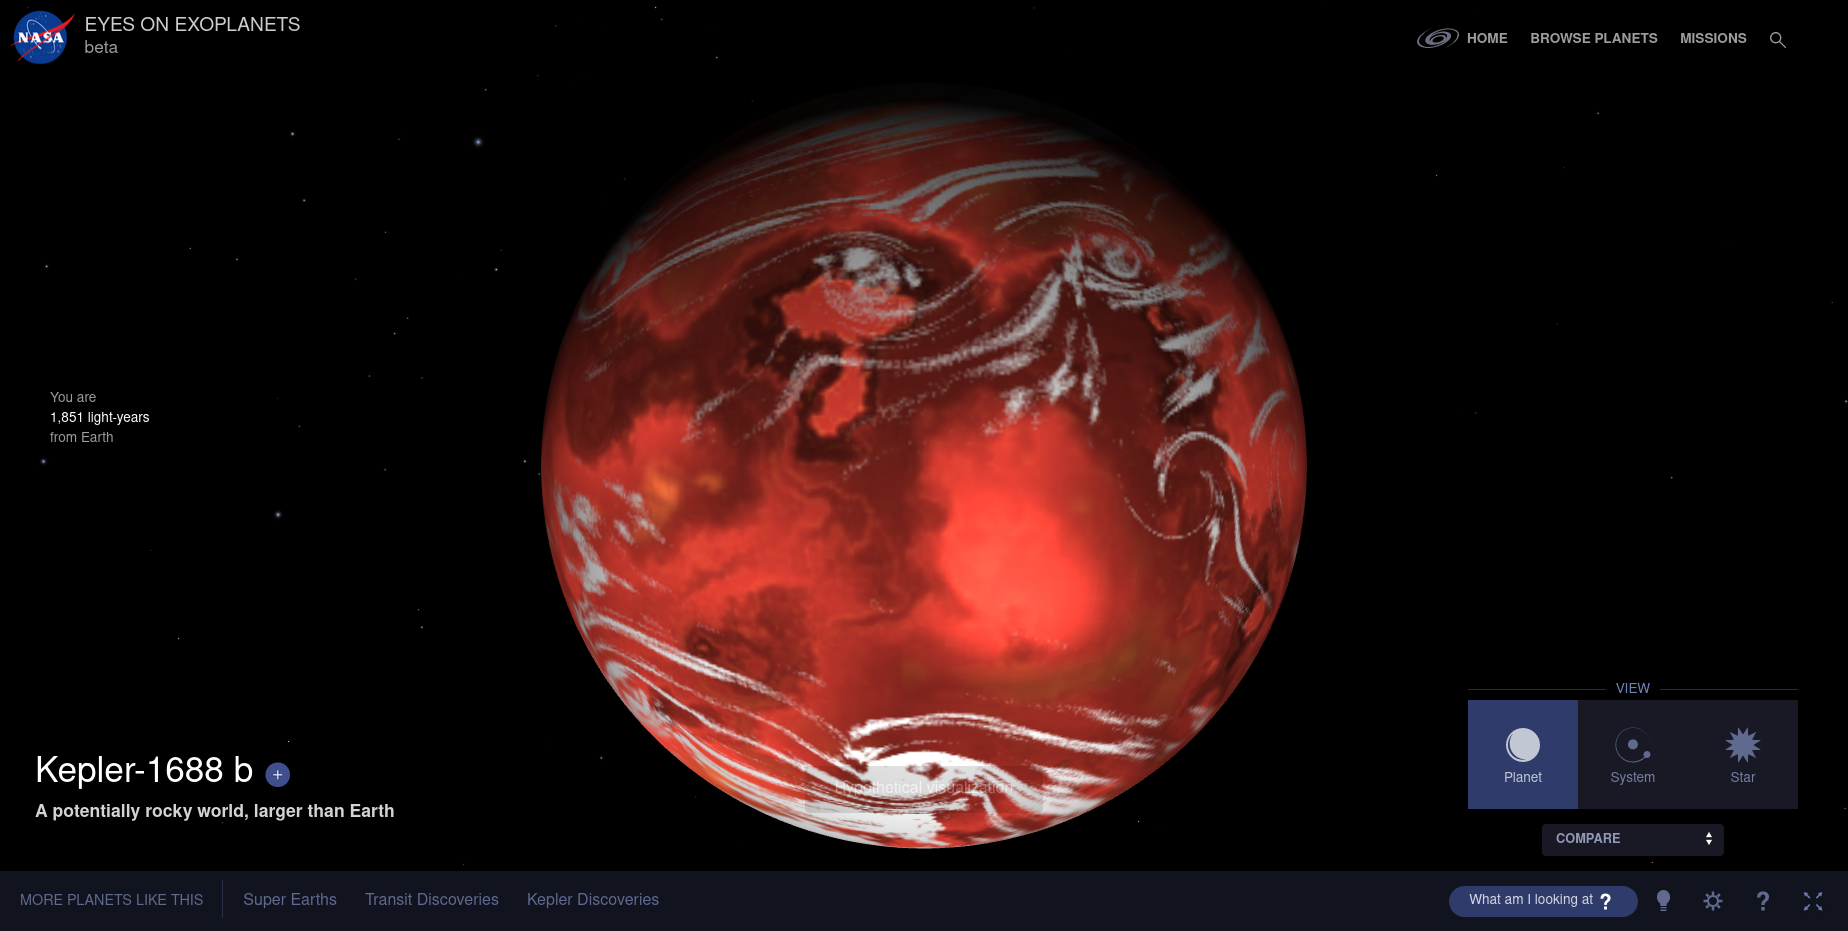 NASA
EYES ON EXOPLANETS
beta
HOME
BROWSE PLANETS
MISSIONS
You are
1,851 light-years
from Earth
Hypothetical Visualization
Kepler-1688 b +
A potentially rocky world, larger than Earth
VIEW
Planet
System
Star
COMPARE
MORE PLANETS LIKE THIS
Super Earths
Transit Discoveries
Kepler Discoveries
What am I looking at ?
?